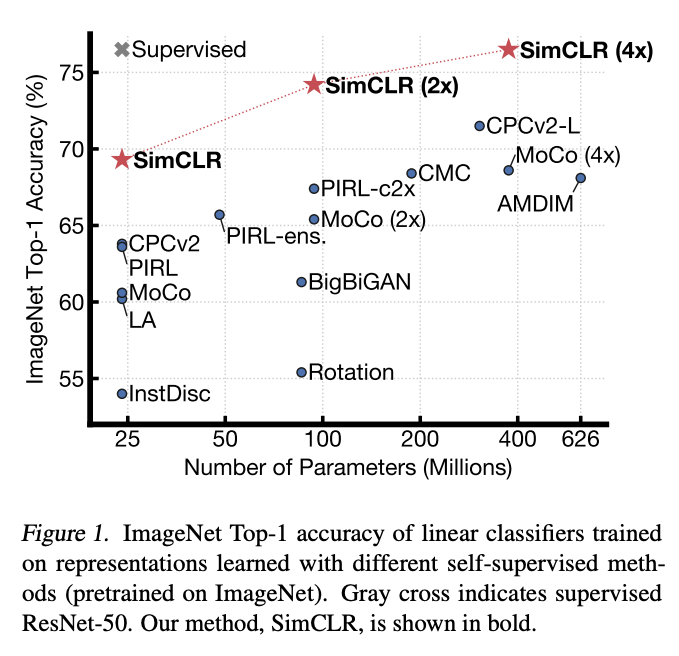 Supervised
SimCLR (4x)
75
SimCLR (2x)
CPCv2-L
70
SimCLR
MoCo (4x)
CMC
PIRL-c2x
AMDIM
MoCo (2x)
65
PIRL-ens.
CPCv2
PIRL
BigBiGAN
MoCo
60
LA
Rotation
55
InstDisc
ImageNet Top-1 Accuracy (%)
25 50 100 200 400 626
Number of Parameters (Millions)
Figure 1. ImageNet Top-1 accuracy of linear classifiers trained
on representations learned with different self-supervised meth-
ods (pretrained on ImageNet). Gray cross indicates supervised
ResNet-50. Our method, SimCLR, is shown in bold.